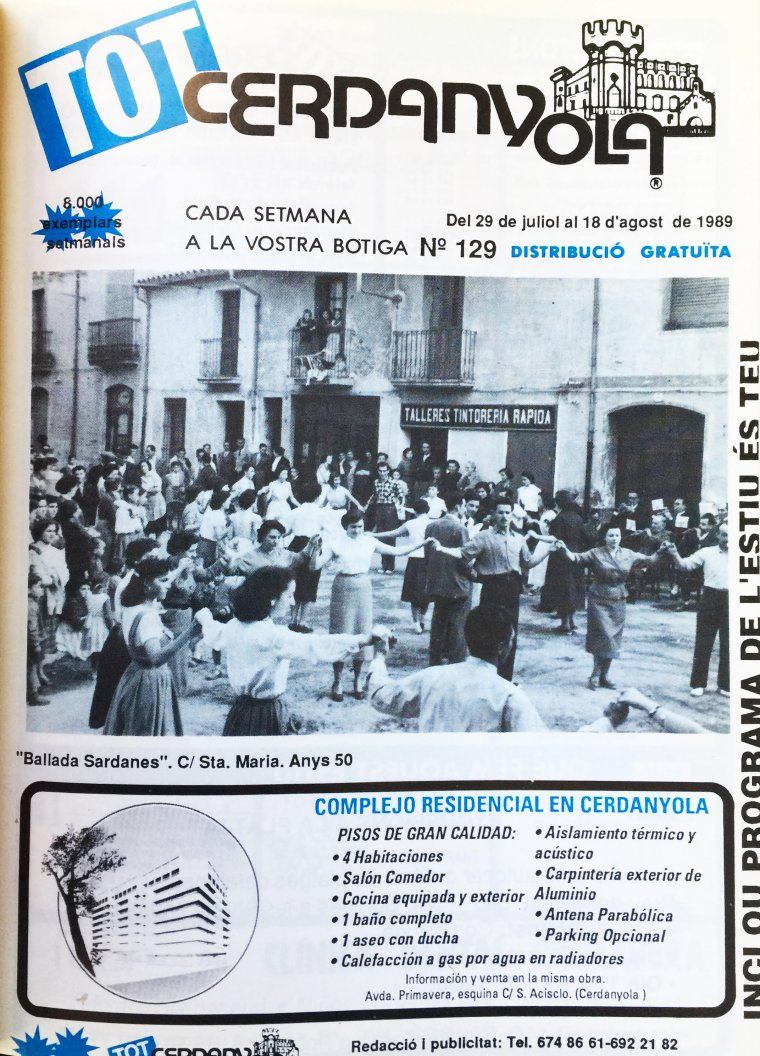 TOT CERDANYOLA
®
8.000
exemplars
setmanals
CADA SETMANA
A LA VOSTRA BOTIGA Nº 129
Del 29 de juliol al 18 d'agost de 1989
DISTRIBUCIÓ GRATUÏTA
TALLERES TINTORERIA RAPIDA
INCLOU PROGRAMA DE L'ESTIU ÉS TEU
"Ballada Sardanes". C/ Sta. Maria. Anys 50
COMPLEJO RESIDENCIAL EN CERDANYOLA
PISOS DE GRAN CALIDAD:
• 4 Habitaciones
• Salón Comedor
• Cocina equipada y exterior
• 1 baño completo
• 1 aseo con ducha
• Calefacción a gas por agua en radiadores
• Aislamiento térmico y
acústico
• Carpintería exterior de
Aluminio
• Antena Parabólica
• Parking Opcional
Información y venta en la misma obra.
Avda. Primavera, esquina C/ S. Acisclo. (Cerdanyola )
TOT CERDANYOLA
Redacció i publicitat: Tel. 674 86 61-692 21 82